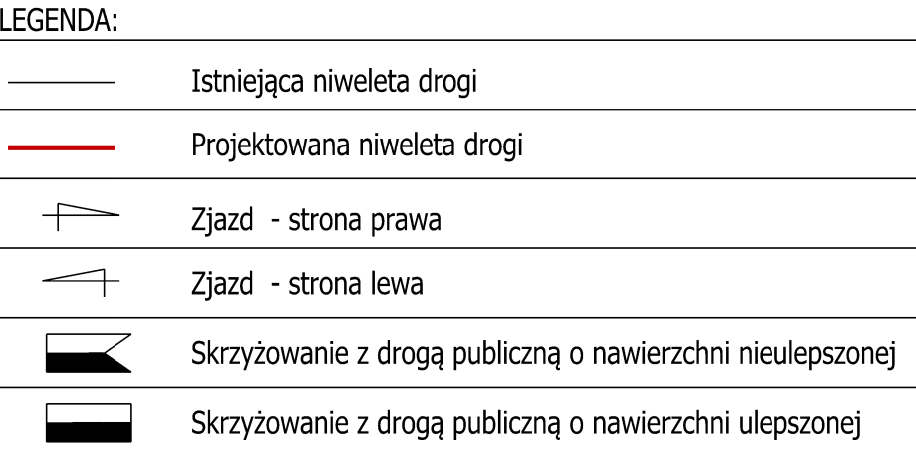 LEGENDA:
Istniejąca niweleta drogi
Projektowana niweleta drogi
Zjazd - strona prawa
Zjazd - strona lewa
Skrzyżowanie z drogą publiczną o nawierzchni nieulepszonej
Skrzyżowanie z drogą publiczną o nawierzchni ulepszonej